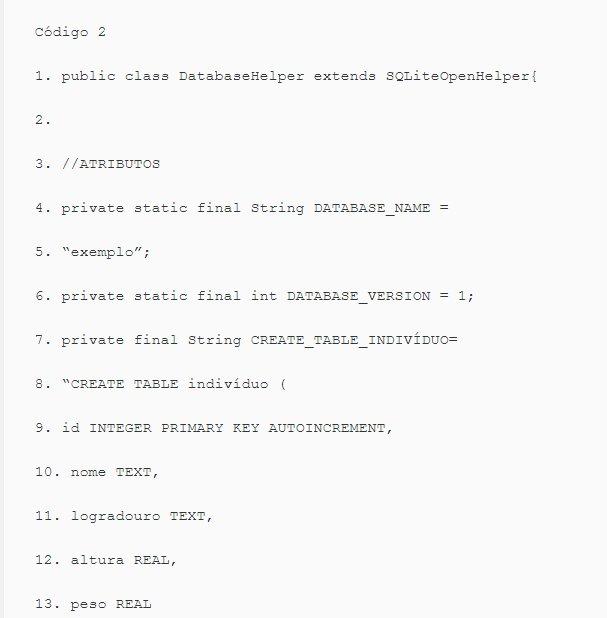 Código 2
1. public class DatabaseHelper extends SQLiteOpenHelper{
2.
3. //ATRIBUTOS
4. private static final String DATABASE_NAME =
5. “exemplo”;
6. private static final int DATABASE_VERSION = 1;
7. private final String CREATE_TABLE_INDIVÍDUO=
8. “CREATE TABLE indivíduo (
9. id INTEGER PRIMARY KEY AUTOINCREMENT,
10. nome TEXT,
11. logradouro TEXT,
12. altura REAL,
13. peso REAL